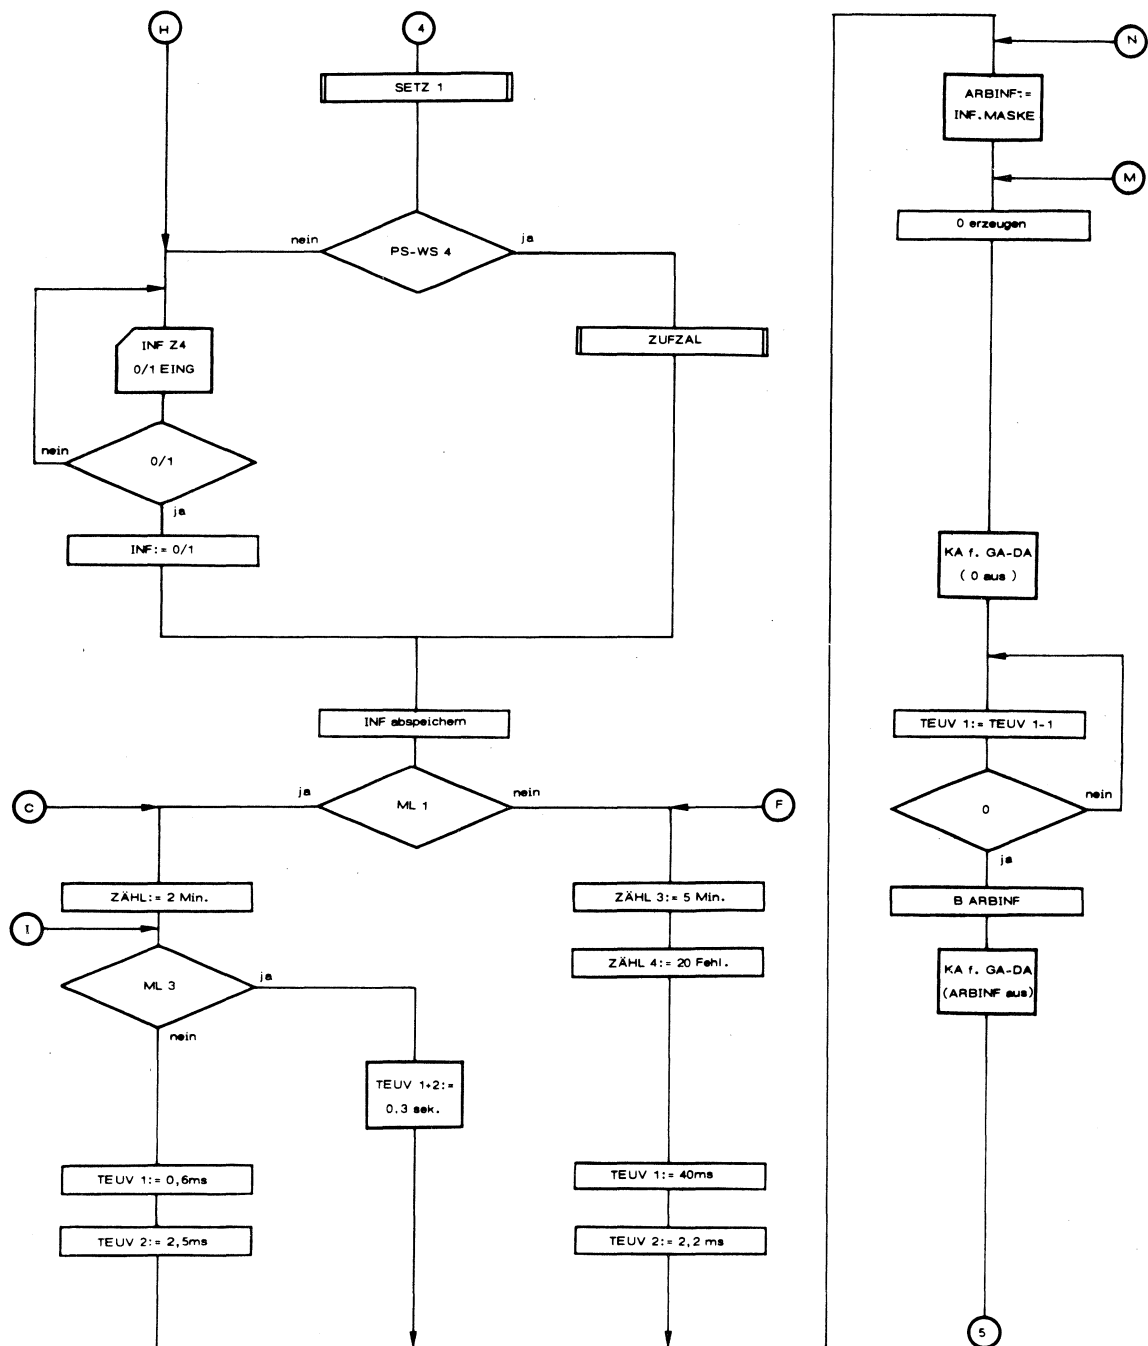 H
4
SETZ 1
nein
PS-WS 4
ja
INF Z4
0/1 EING
ZUFZAL
nein
0/1
ja
INF:= 0/1
INF abspeichern
C
ja
ML 1
nein
F
ZÄHL:= 2 Min.
ZÄHL 3:= 5 Min.
I
ZÄHL 4:= 20 Fehl.
ML 3
ja
nein
TEUV 1+2:=
0.3 sek.
TEUV 1:= 0,6ms
TEUV 1:= 40ms
TEUV 2:= 2,5ms
TEUV 2:= 2,2 ms
N
ARBINF:=
INF.MASKE
M
0 erzeugen
KA f. GA-DA
( 0 aus )
TEUV 1:= TEUV 1-1
0
nein
ja
B ARBINF
KA f. GA-DA
(ARBINF aus)
5